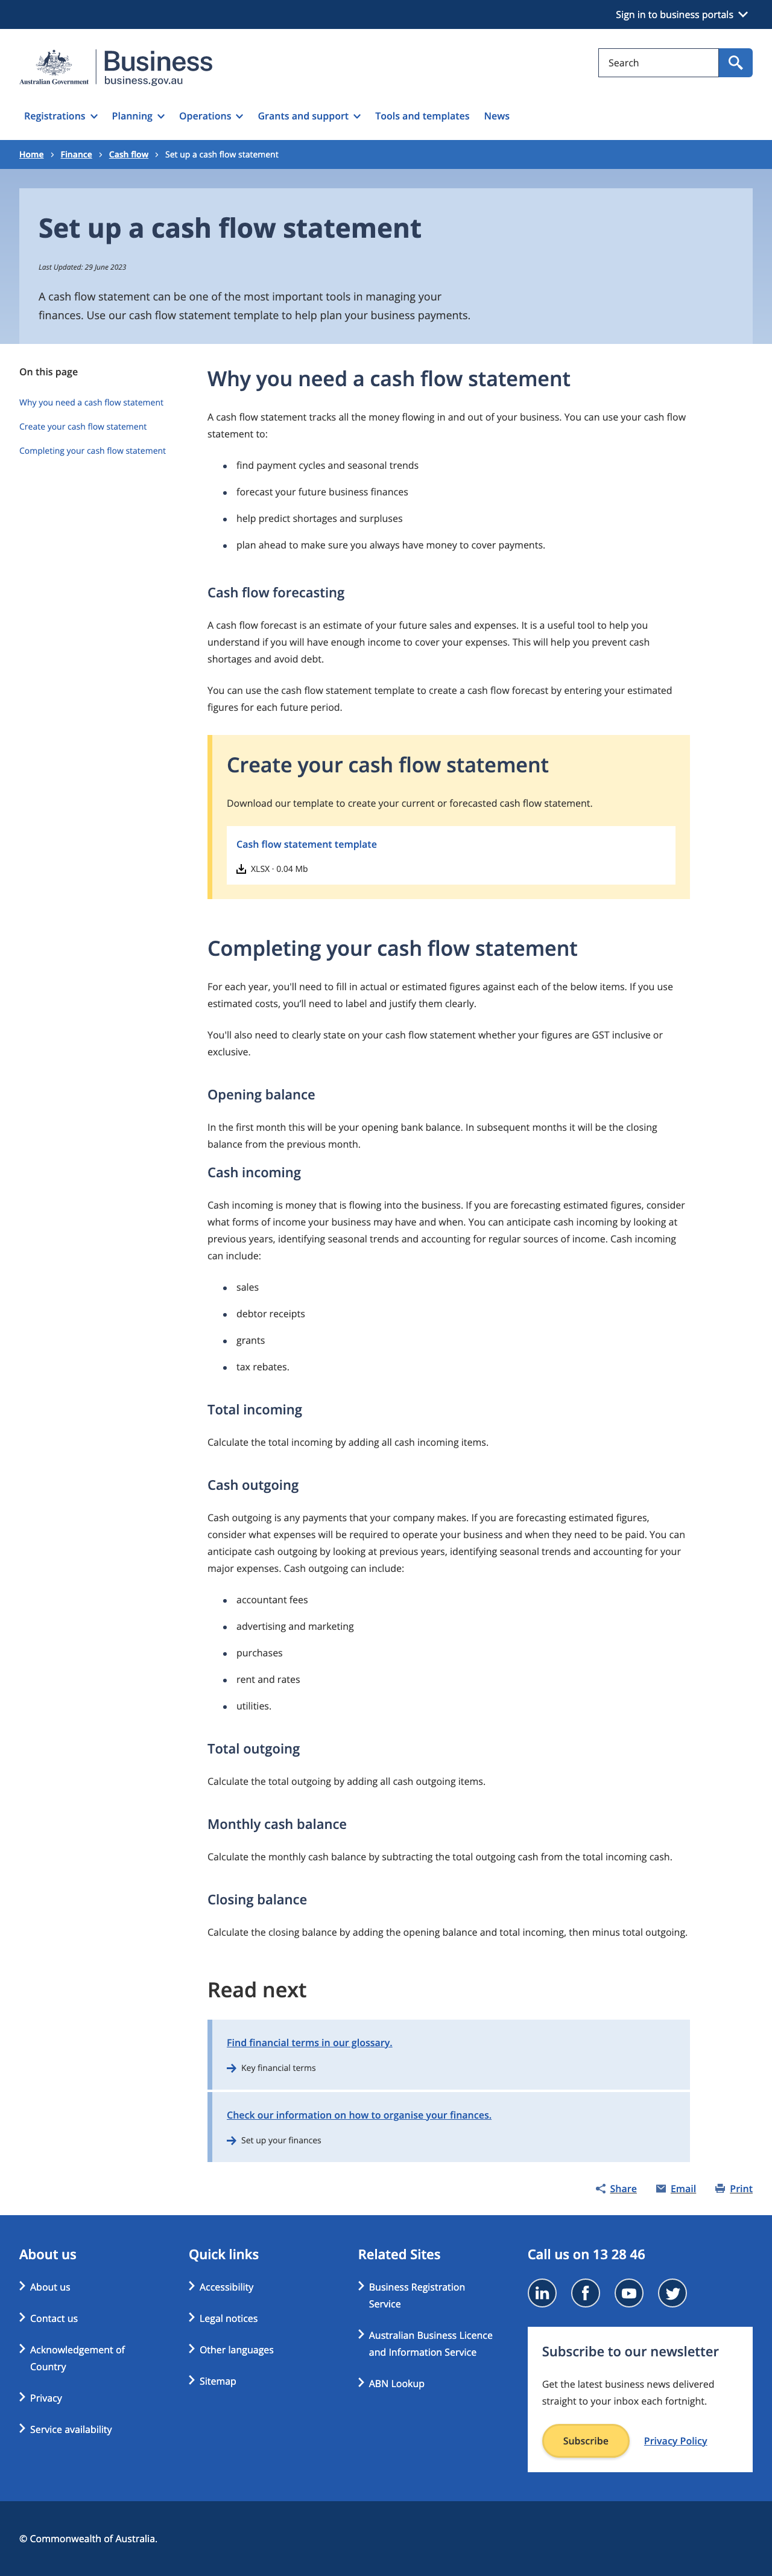 Sign in to business portals
Australian Government
Business
business.gov.au
Search
Registrations Planning Operations Grants and support Tools and templates News
Home Finance Cash flow Set up a cash flow statement
Set up a cash flow statement
Last Updated: 29 June 2023
A cash flow statement can be one of the most important tools in managing your
finances. Use our cash flow statement template to help plan your business payments.
On this page
Why you need a cash flow statement
Create your cash flow statement
Completing your cash flow statement
Why you need a cash flow statement
A cash flow statement tracks all the money flowing in and out of your business. You can use your cash flow
statement to:
find payment cycles and seasonal trends
forecast your future business finances
help predict shortages and surpluses
plan ahead to make sure you always have money to cover payments.
Cash flow forecasting
A cash flow forecast is an estimate of your future sales and expenses. It is a useful tool to help you
understand if you will have enough income to cover your expenses. This will help you prevent cash
shortages and avoid debt.
You can use the cash flow statement template to create a cash flow forecast by entering your estimated
figures for each future period.
Create your cash flow statement
Download our template to create your current or forecasted cash flow statement.
Cash flow statement template
XLSX · 0.04 Mb
Completing your cash flow statement
For each year, you'll need to fill in actual or estimated figures against each of the below items. If you use
estimated costs, you’ll need to label and justify them clearly.
You'll also need to clearly state on your cash flow statement whether your figures are GST inclusive or
exclusive.
Opening balance
In the first month this will be your opening bank balance. In subsequent months it will be the closing
balance from the previous month.
Cash incoming
Cash incoming is money that is flowing into the business. If you are forecasting estimated figures, consider
what forms of income your business may have and when. You can anticipate cash incoming by looking at
previous years, identifying seasonal trends and accounting for regular sources of income. Cash incoming
can include:
sales
debtor receipts
grants
tax rebates.
Total incoming
Calculate the total incoming by adding all cash incoming items.
Cash outgoing
Cash outgoing is any payments that your company makes. If you are forecasting estimated figures,
consider what expenses will be required to operate your business and when they need to be paid. You can
anticipate cash outgoing by looking at previous years, identifying seasonal trends and accounting for your
major expenses. Cash outgoing can include:
accountant fees
advertising and marketing
purchases
rent and rates
utilities.
Total outgoing
Calculate the total outgoing by adding all cash outgoing items.
Monthly cash balance
Calculate the monthly cash balance by subtracting the total outgoing cash from the total incoming cash.
Closing balance
Calculate the closing balance by adding the opening balance and total incoming, then minus total outgoing.
Read next
Find financial terms in our glossary.
Key financial terms
Check our information on how to organise your finances.
Set up your finances
Share Email Print
About us
About us
Contact us
Acknowledgement of
Country
Privacy
Service availability
Quick links
Accessibility
Legal notices
Other languages
Sitemap
Related Sites
Business Registration
Service
Australian Business Licence
and Information Service
ABN Lookup
Call us on 13 28 46
Subscribe to our newsletter
Get the latest business news delivered
straight to your inbox each fortnight.
Subscribe Privacy Policy
© Commonwealth of Australia.